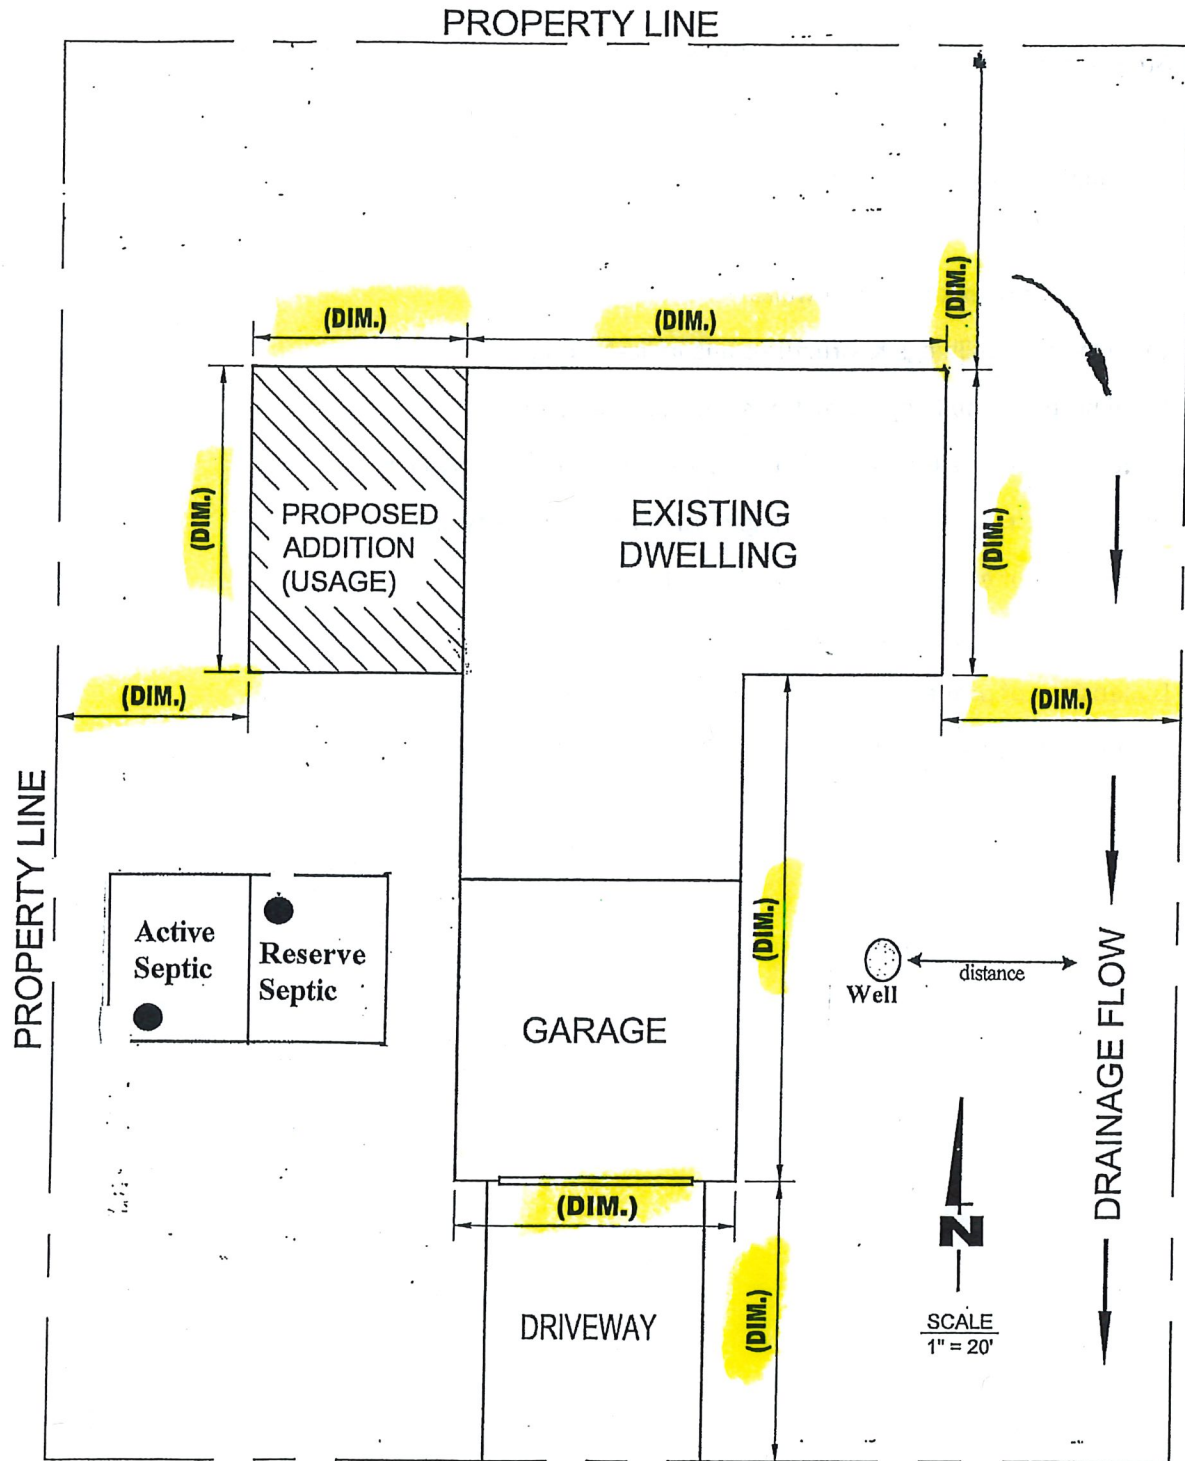 PROPERTY LINE
(DIM.)
(DIM.)
(DIM.)
(DIM.)
PROPOSED
ADDITION
(USAGE)
EXISTING
DWELLING
(DIM.)
(DIM.)
(DIM.)
PROPERTY LINE
Active
Septic
Reserve
Septic
(DIM.)
Well
distance
DRAINAGE FLOW
GARAGE
(DIM.)
N
DRIVEWAY
(DIM.)
SCALE
1" = 20'